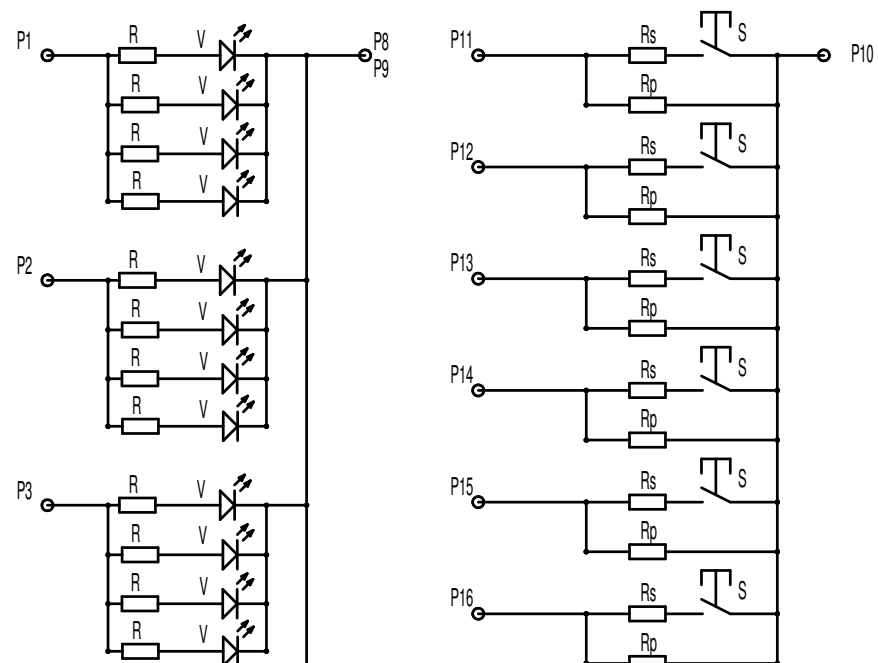 P1 R V P8
P9
R V
R V
R V
P2 R V
R V
R V
R V
P3 R V
R V
R V
R V
P11 Rs S P10
Rp
P12 Rs S
Rp
P13 Rs S
Rp
P14 Rs S
Rp
P15 Rs S
Rp
P16 Rs S
Rp